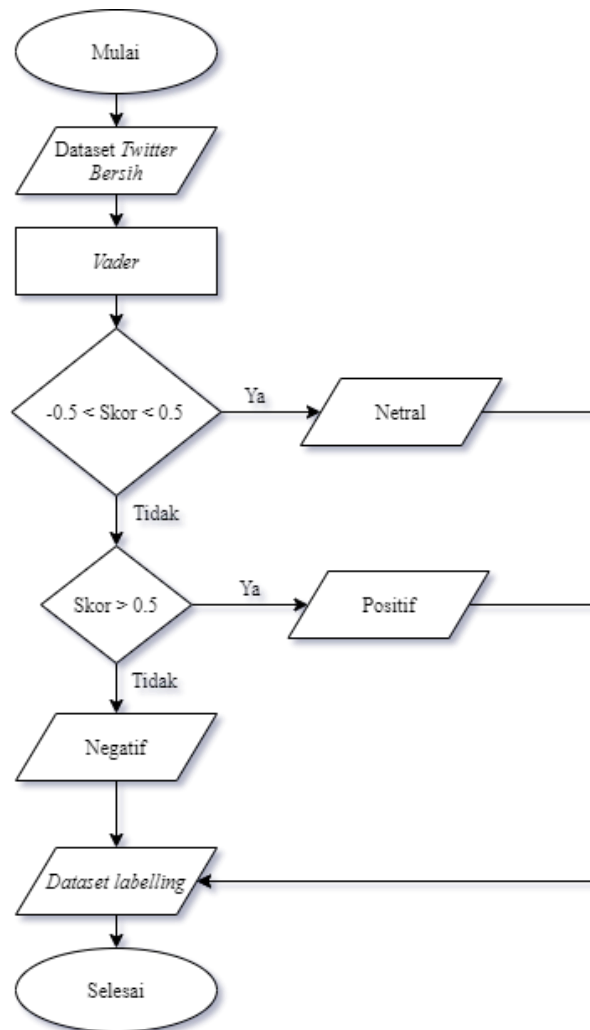 Mulai
Dataset Twitter
Bersih
Vader
-0.5 < Skor < 0.5
Ya
Netral
Tidak
Skor > 0.5
Ya
Positif
Tidak
Negatif
Dataset labelling
Selesai